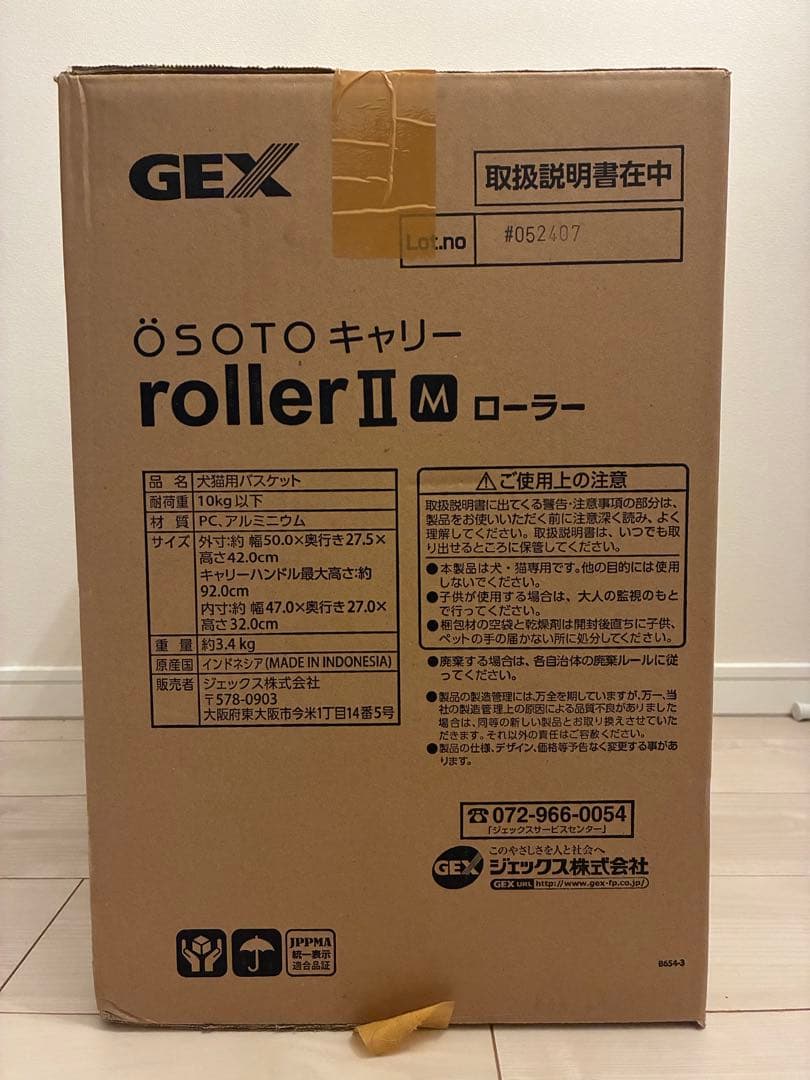 GEX
取扱説明書在中
Lot.no #052407
ÖSOTO キャリー
roller II M ローラー
品名 犬猫用バスケット
耐荷重 10kg以下
材質 PC、アルミニウム
サイズ 外寸:約 幅50.0×奥行き27.5×
高さ42.0cm
キャリーハンドル最大高さ:約
92.0cm
内寸:約 幅47.0×奥行き27.0×
高さ32.0cm
重量 約3.4kg
原産国 インドネシア(MADE IN INDONESIA)
販売者 ジェックス株式会社
〒578-0903
大阪府東大阪市今米1丁目14番5号
⚠ご使用上の注意
取扱説明書に出てくる警告・注意事項の部分は、
製品をお使いいただく前に注意深く読み、よく
理解してください。取扱説明書は、いつでも取
り出せるところに保管してください。
●本製品は犬・猫専用です。他の目的には使用
しないでください。
●子供が使用する場合は、大人の監視のもと
で行ってください。
●梱包材の空袋と乾燥剤は開封後直ちに子供、
ペットの手の届かない所に処分してください。
●廃棄する場合は、各自治体の廃棄ルールに従
ってください。
●製品の製造管理には、万全を期していますが、万一、当
社の製造管理上の原因による品質不良がありました
場合は、同等の新しい製品とお取り換えさせていた
だきます。それ以外の責任はご容赦ください。
●製品の仕様、デザイン、価格等予告なく変更する事があ
ります。
☎072-966-0054
「ジェックスサービスセンター」
このやさしさを人と社会へ
GEX ジェックス株式会社
GEX URL http://www.gex-fp.co.jp/
JPPMA
統一表示
適合品証
B654-3